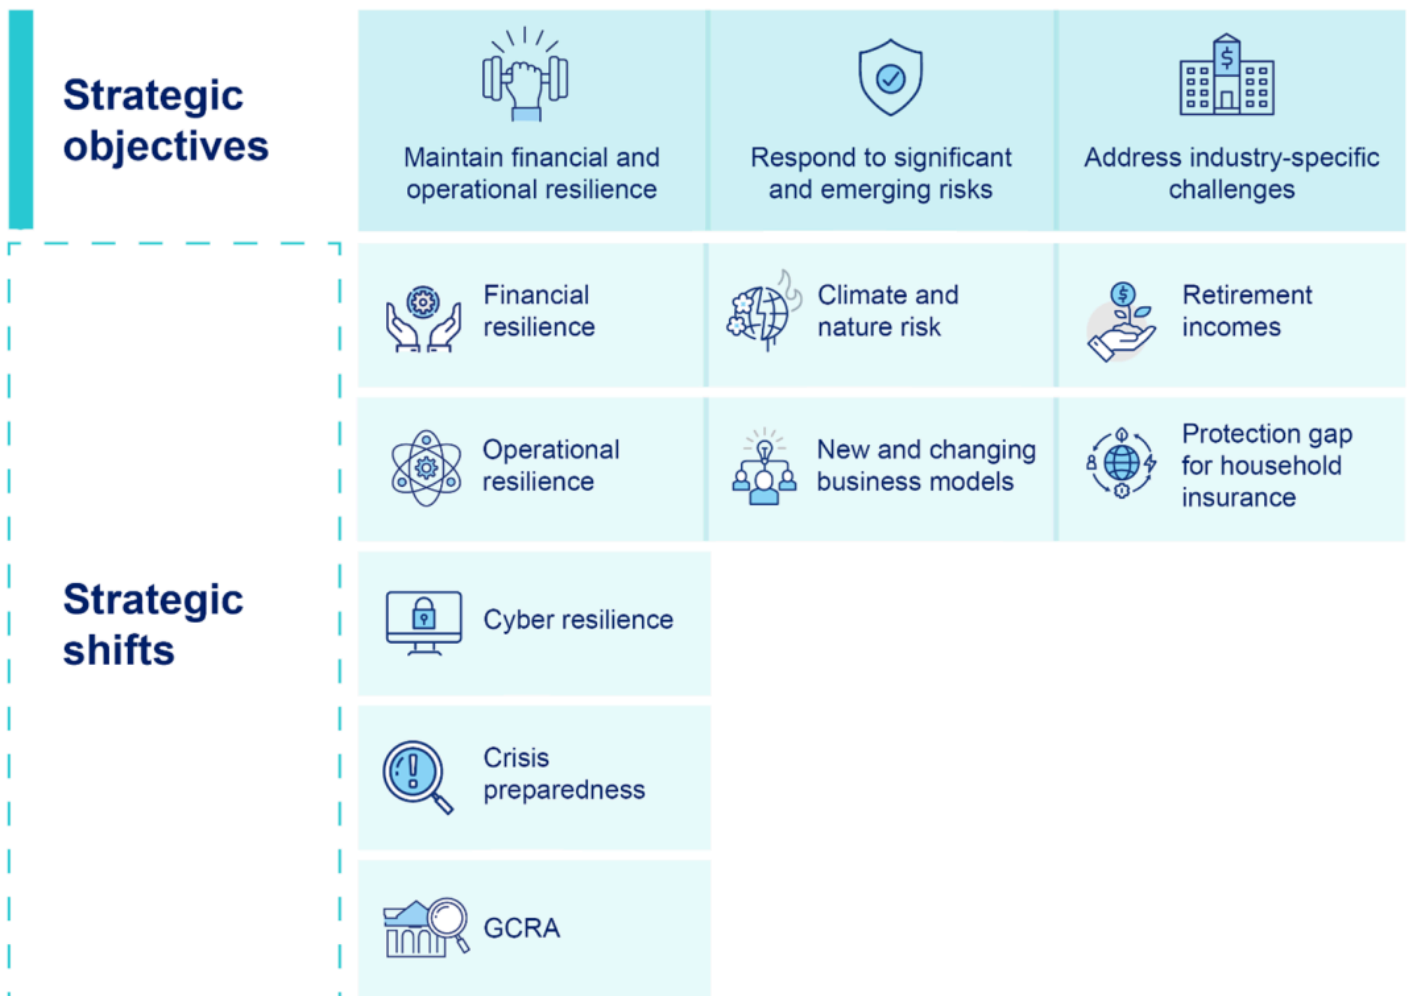 Strategic
objectives
Maintain financial and
operational resilience
Respond to significant
and emerging risks
$
Address industry-specific
challenges
Strategic
shifts
Financial
resilience
Climate and
nature risk
$
Retirement
incomes
Operational
resilience
New and changing
business models
Protection gap
for household
insurance
Cyber resilience
!
Crisis
preparedness
GCRA